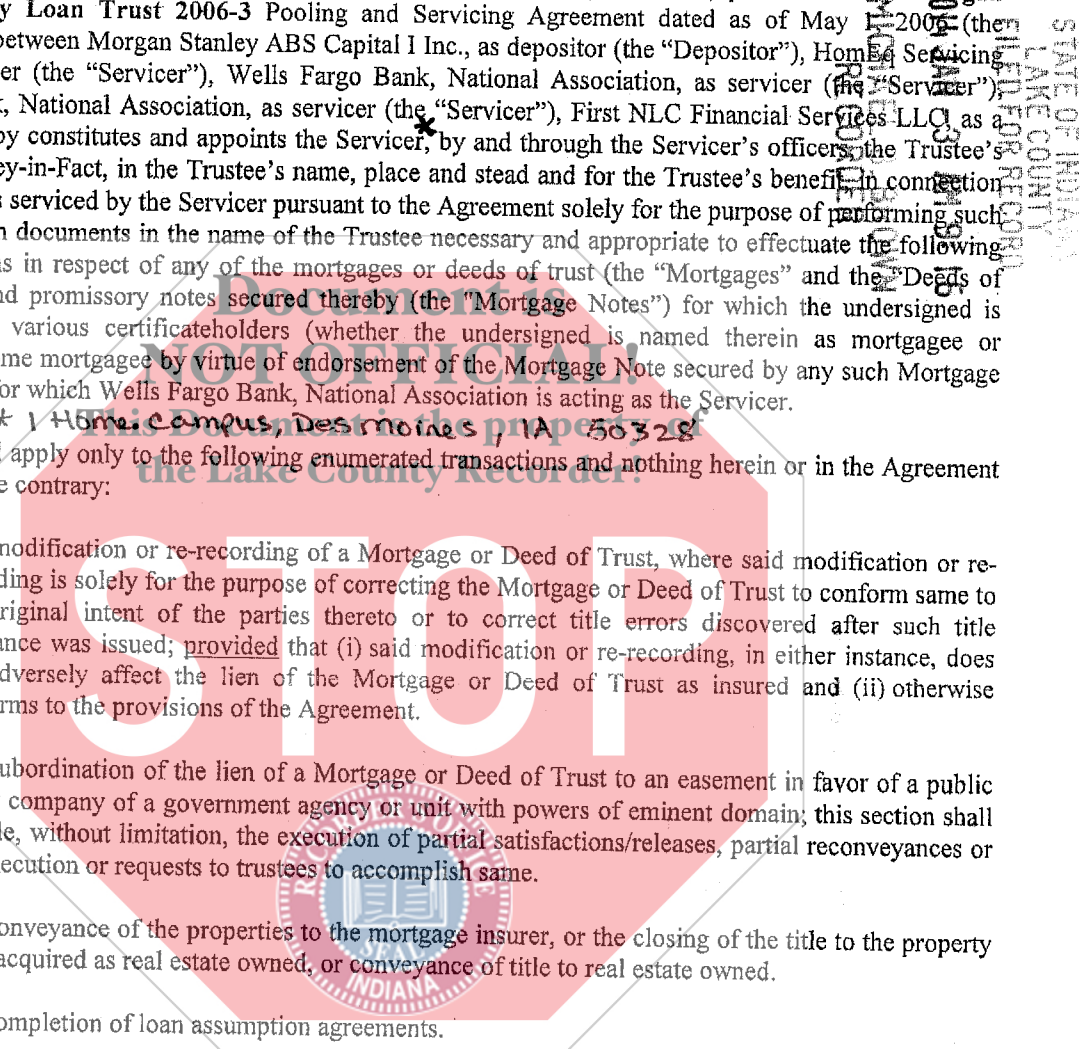 y Loan Trust 2006-3 Pooling and Servicing Agreement dated as of May 1, 2006 (the
between Morgan Stanley ABS Capital I Inc., as depositor (the “Depositor”), HomEq Servicing
er (the “Servicer”), Wells Fargo Bank, National Association, as servicer (the “Servicer”),
, National Association, as servicer (the “Servicer”), First NLC Financial Services LLC, as a
by constitutes and appoints the Servicer, by and through the Servicer’s officers, the Trustee’s
ey-in-Fact, in the Trustee’s name, place and stead and for the Trustee’s benefit, in connection
s serviced by the Servicer pursuant to the Agreement solely for the purpose of performing such
n documents in the name of the Trustee necessary and appropriate to effectuate the following
s in respect of any of the mortgages or deeds of trust (the “Mortgages” and the “Deeds of
nd promissory notes secured thereby (the "Mortgage Notes”) for which the undersigned is
various certificateholders (whether the undersigned is named therein as mortgagee or
me mortgagee by virtue of endorsement of the Mortgage Note secured by any such Mortgage
or which Wells Fargo Bank, National Association is acting as the Servicer.
* 1 Home Campus, Des Moines, IA 50328
apply only to the following enumerated transactions and nothing herein or in the Agreement
e contrary:
modification or re-recording of a Mortgage or Deed of Trust, where said modification or re-
ding is solely for the purpose of correcting the Mortgage or Deed of Trust to conform same to
riginal intent of the parties thereto or to correct title errors discovered after such title
ance was issued; provided that (i) said modification or re-recording, in either instance, does
dversely affect the lien of the Mortgage or Deed of Trust as insured and (ii) otherwise
rms to the provisions of the Agreement.
ubordination of the lien of a Mortgage or Deed of Trust to an easement in favor of a public
company of a government agency or unit with powers of eminent domain; this section shall
de, without limitation, the execution of partial satisfactions/releases, partial reconveyances or
ecution or requests to trustees to accomplish same.
onveyance of the properties to the mortgage insurer, or the closing of the title to the property
acquired as real estate owned, or conveyance of title to real estate owned.
ompletion of loan assumption agreements.
Document is
NOT OFFICIAL!
This Document is the property of
the Lake County Recorder!
STOP
RECORDER
SEAL
INDIANA
STATE OF INDIANA
LAKE COUNTY
FILED FOR RECORD